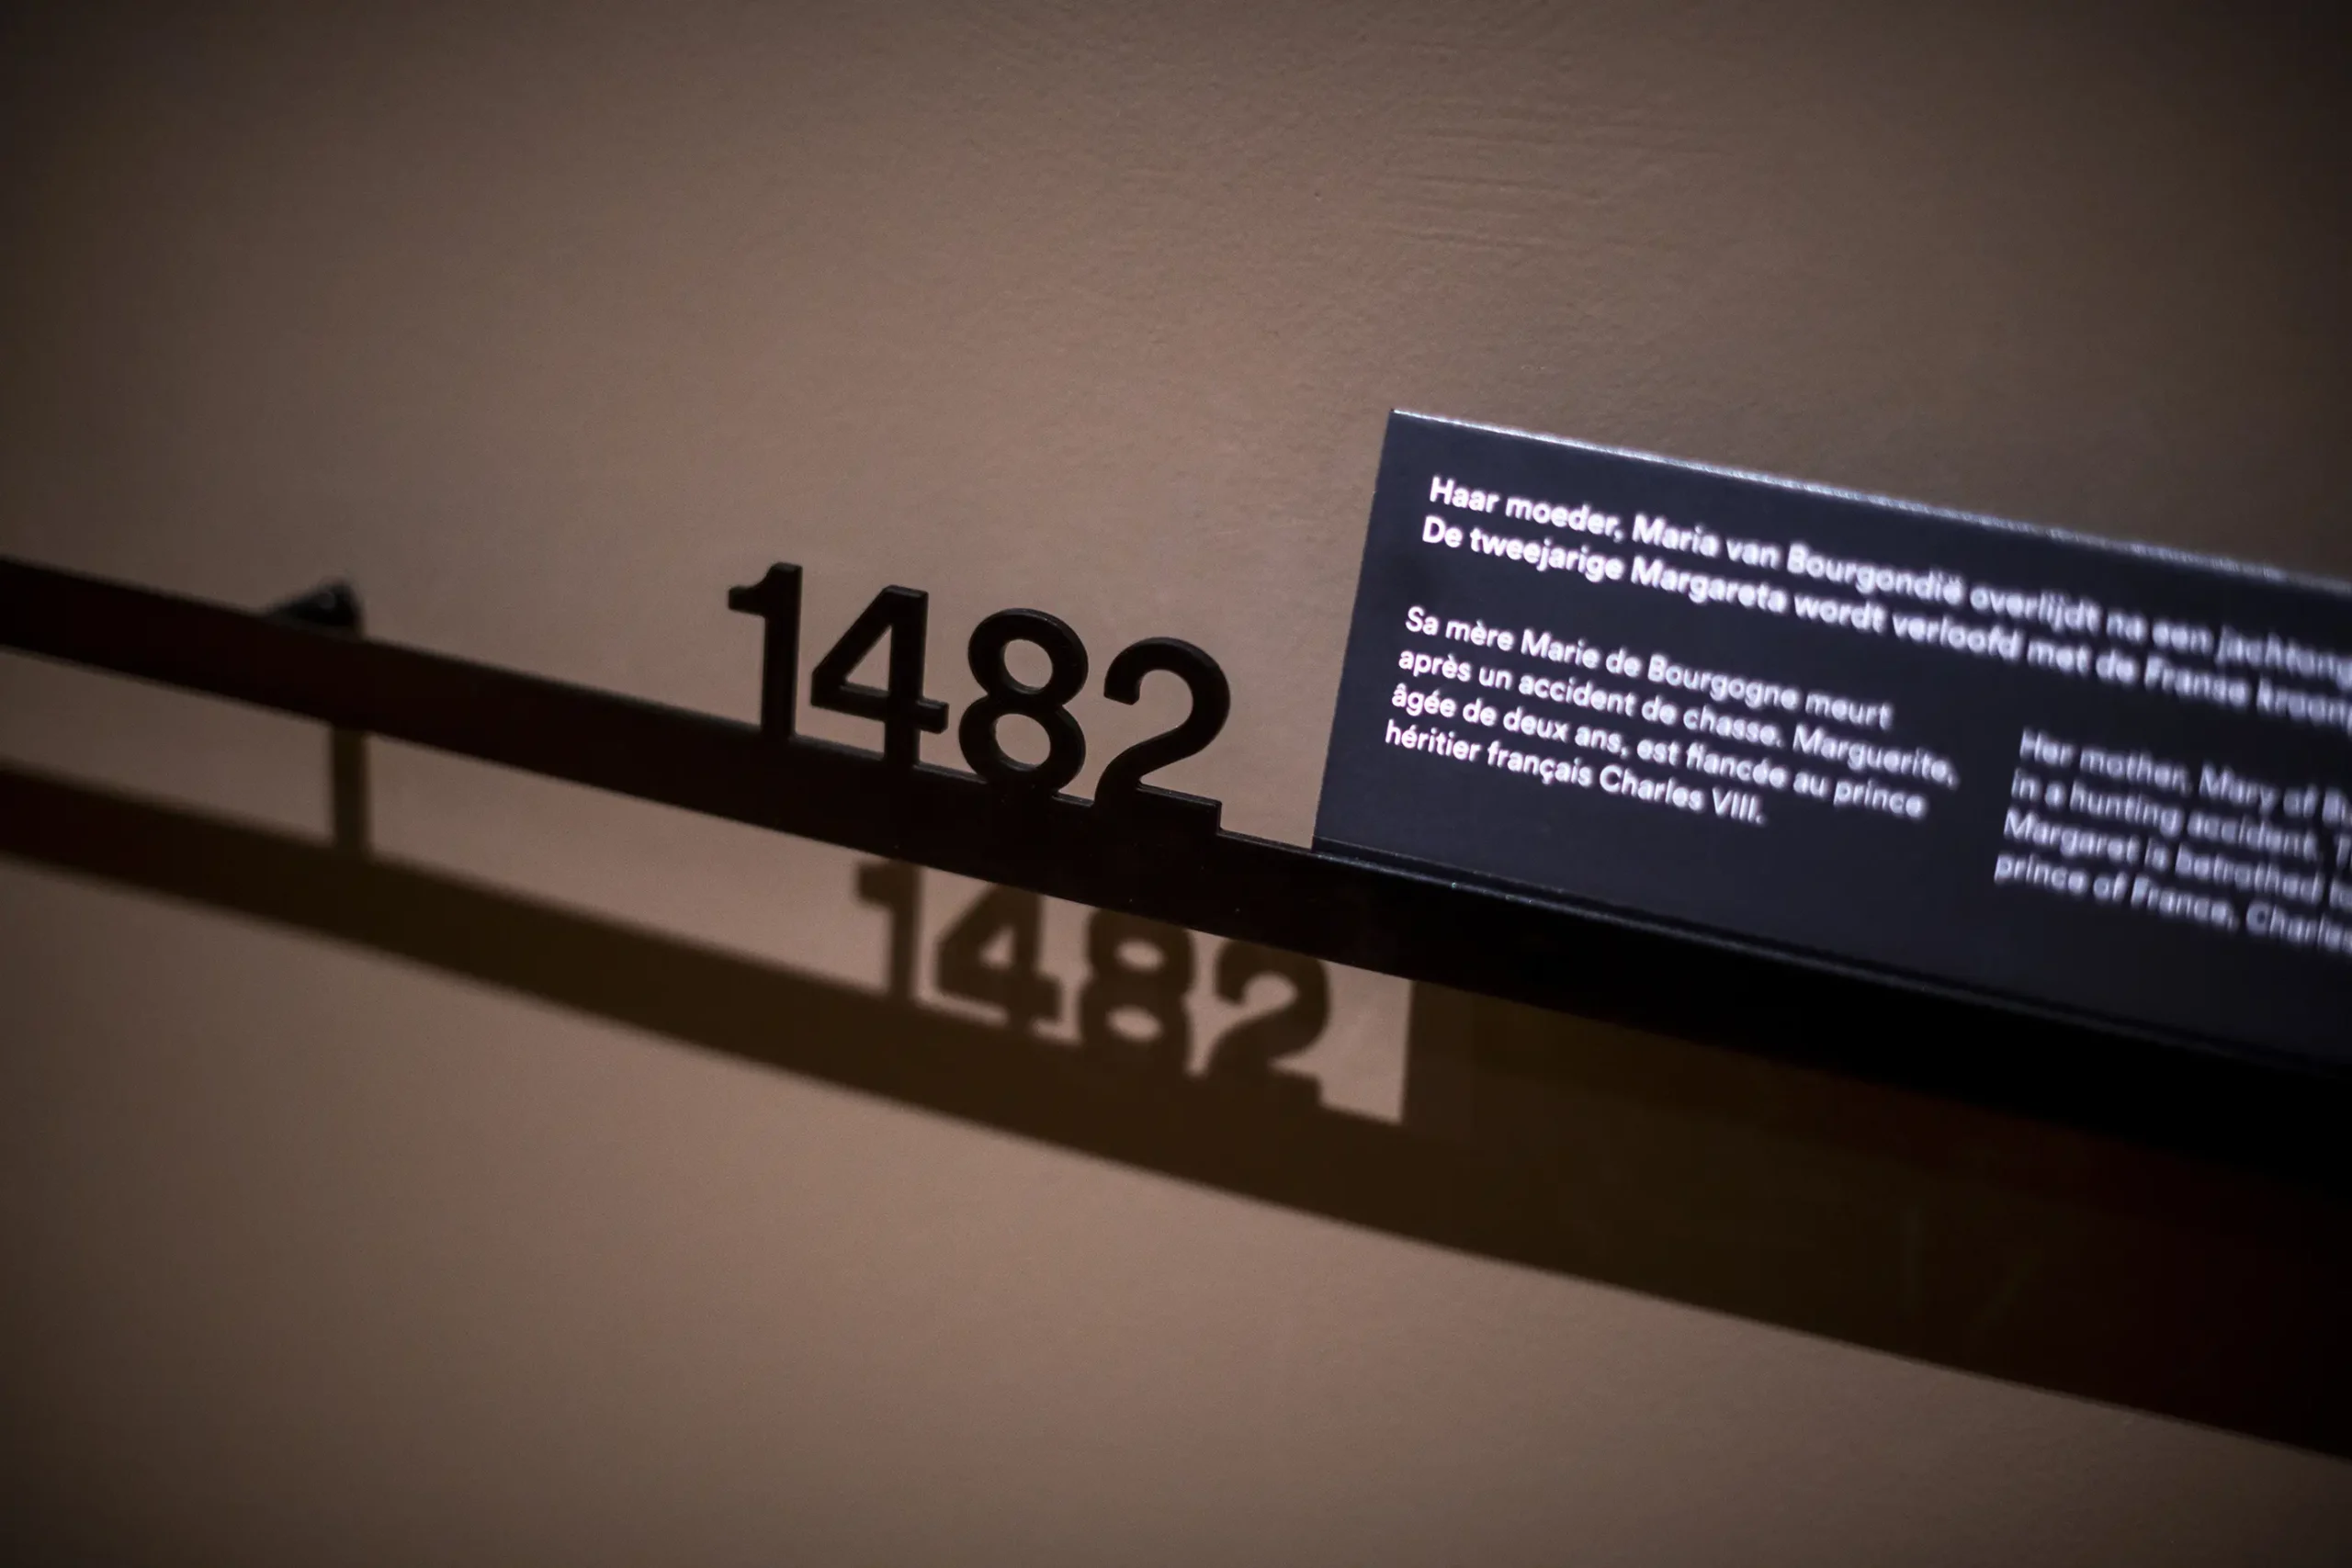 1482
Haar moeder, Maria van Bourgondië overlijdt na een
De tweejarige Margareta wordt verloofd met de Franse
Sa mère Marie de Bourgogne meurt
après un accident de chasse. Marguerite,
âgée de deux ans, est fiancée au prince
héritier français Charles VIII.
Her mother, Mary of
in a hunting accident.
Margaret is betrothed
prince of France, Charles